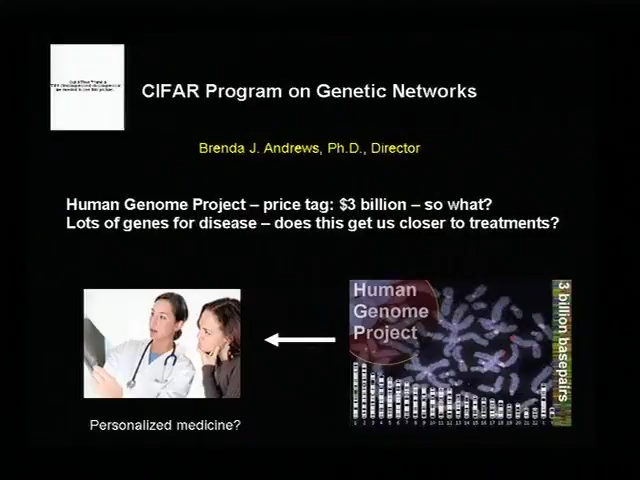 CIFAR Program on Genetic Networks
Brenda J. Andrews, Ph.D., Director
Human Genome Project – price tag: $3 billion – so what?
Lots of genes for disease – does this get us closer to treatments?
Human
Genome
Project
3 billion basepairs
Personalized medicine?